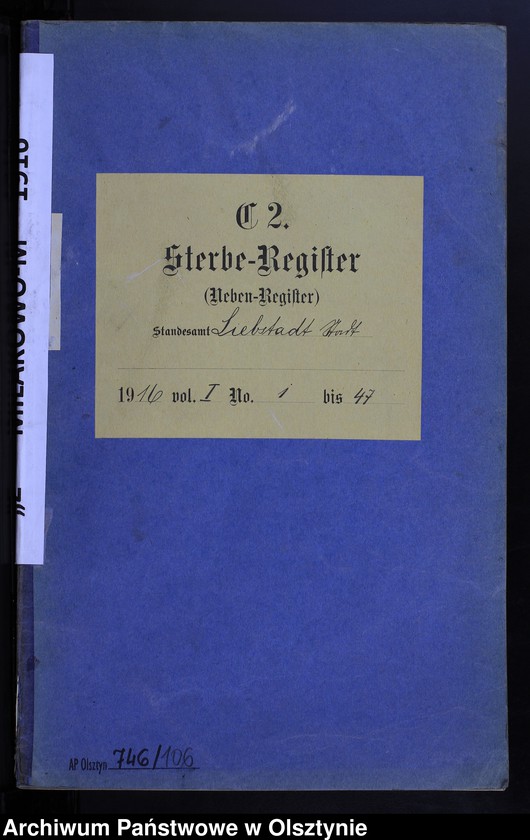 C 2.
Sterbe-Register
(Neben-Register)
Standesamt Liebstadt Stadt
1916 vol. I No. 1 bis 47
AP Olsztyn 746/106
Archiwum Państwowe w Olsztynie